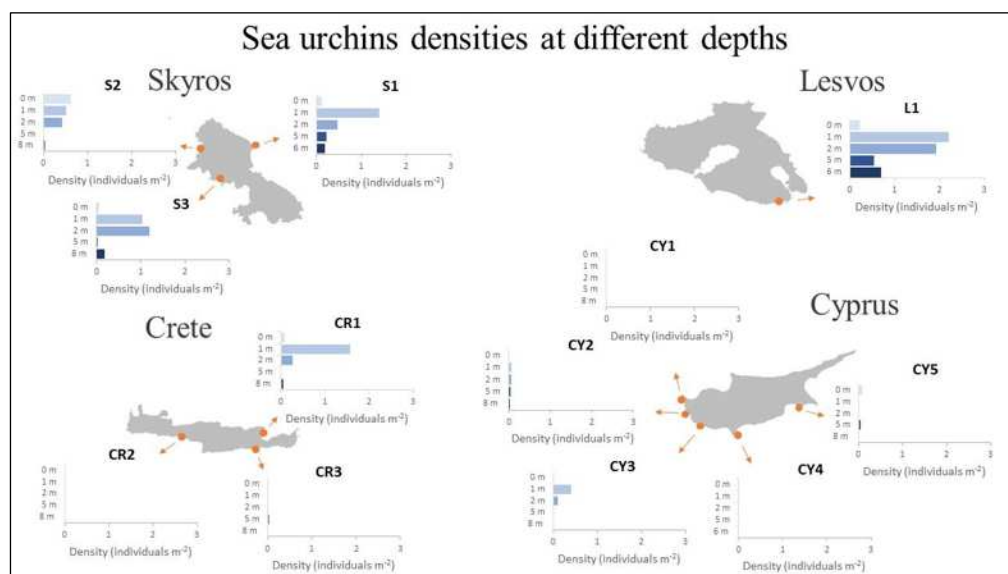 Sea urchins densities at different depths
Skyros
S2
0 m
1 m
2 m
5 m
8 m
0 1 2 3
Density (individuals m⁻²)
S1
0 m
1 m
2 m
5 m
6 m
0 1 2 3
Density (individuals m⁻²)
S3
0 m
1 m
2 m
5 m
8 m
0 1 2 3
Density (individuals m⁻²)
Lesvos
L1
0 m
1 m
2 m
5 m
6 m
0 1 2 3
Density (individuals m⁻²)
Crete
CR1
0 m
1 m
2 m
5 m
8 m
0 1 2 3
Density (individuals m⁻²)
CR2
0 m
1 m
2 m
5 m
8 m
0 1 2 3
Density (individuals m⁻²)
CR3
0 m
1 m
2 m
5 m
8 m
0 1 2 3
Density (individuals m⁻²)
Cyprus
CY1
0 m
1 m
2 m
5 m
8 m
0 1 2 3
Density (individuals m⁻²)
CY2
0 m
1 m
2 m
5 m
8 m
0 1 2 3
Density (individuals m⁻²)
CY5
0 m
1 m
2 m
5 m
8 m
0 1 2 3
Density (individuals m⁻²)
CY3
0 m
1 m
2 m
5 m
8 m
0 1 2 3
Density (individuals m⁻²)
CY4
0 m
1 m
2 m
5 m
6 m
0 1 2 3
Density (individuals m⁻²)